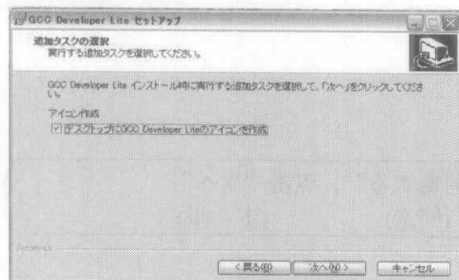 GCC Developer Lite セットアップ
追加タスクの選択
実行する追加タスクを選択してください。
GCC Developer Lite インストール時に実行する追加タスクを選択して、「次へ」をクリックしてくださ
い。
アイコン作成
デスクトップにGCC Developer Liteのアイコンを作成
< 戻る(B)
次へ(N) >
キャンセル